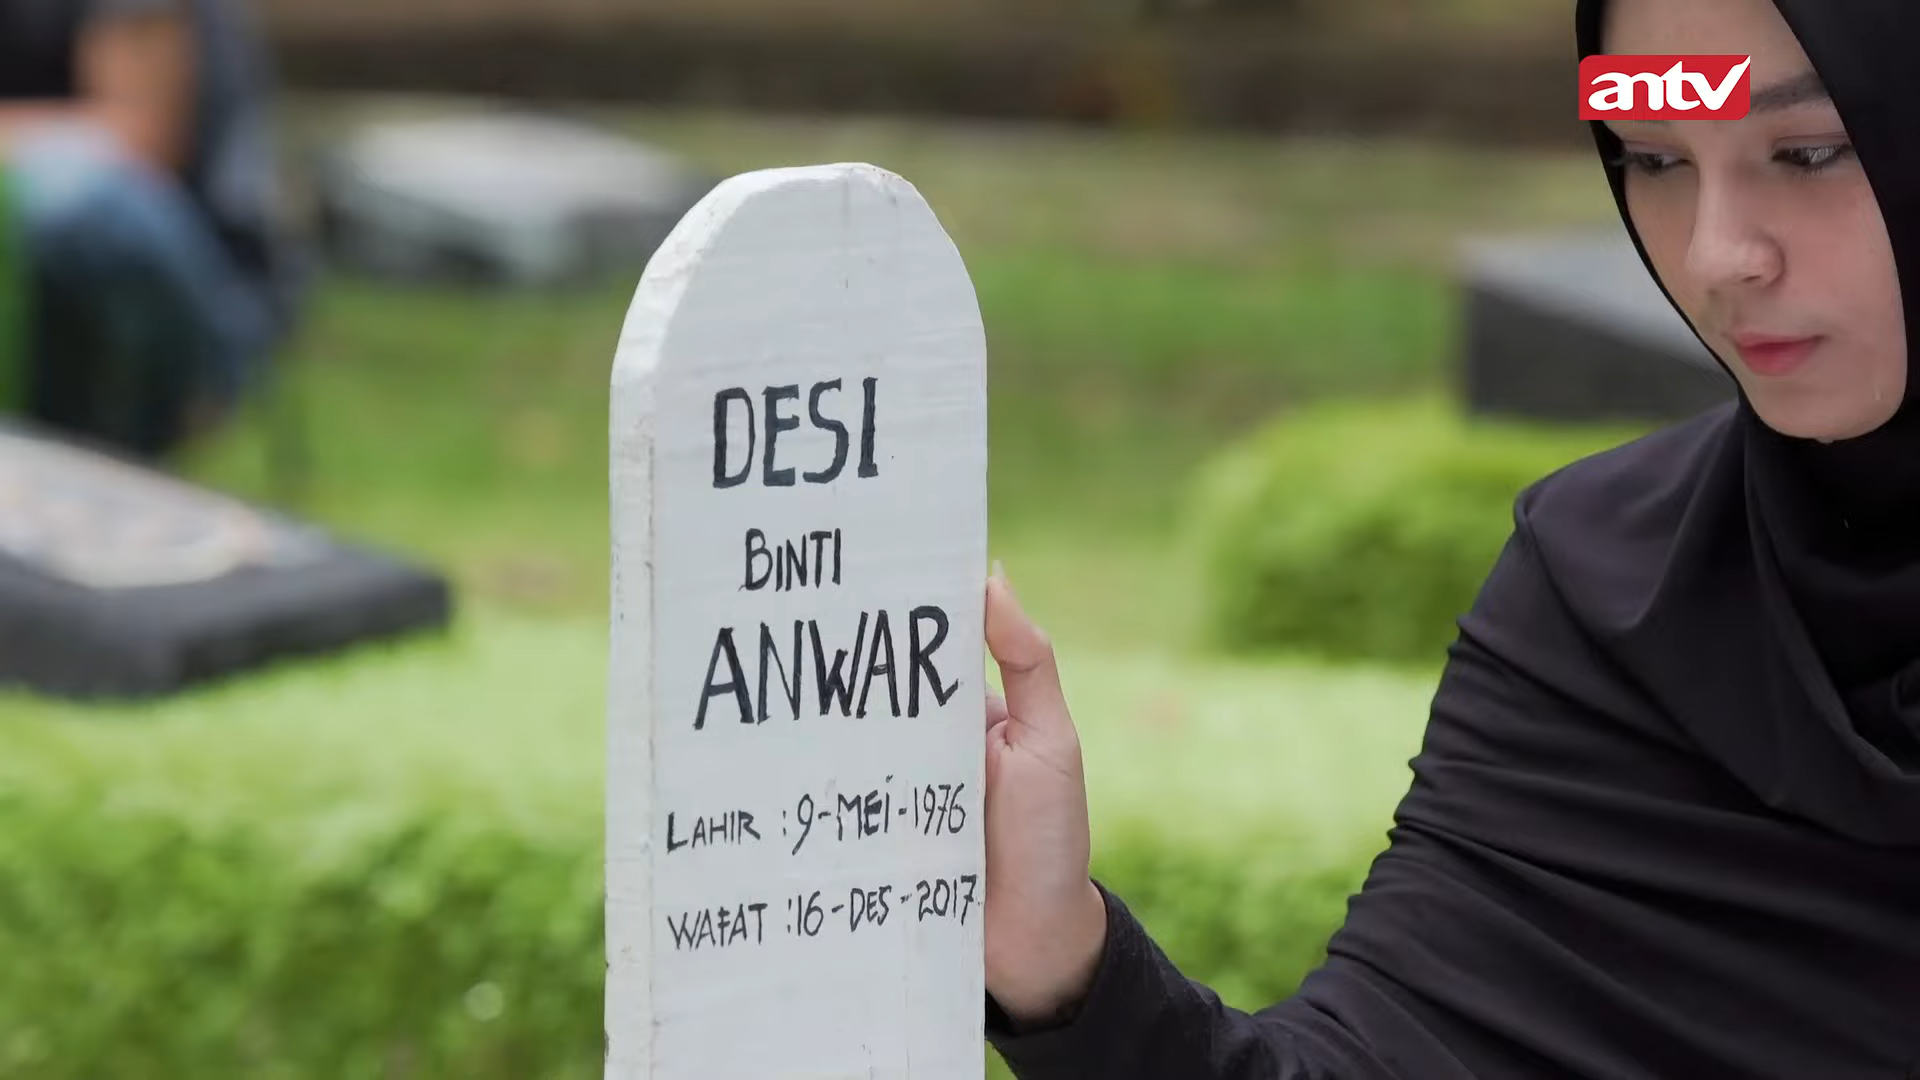 antv
DESI
BINTI
ANWAR
LAHIR : 9-MEI-1976
WAFAT : 16-DES-2017